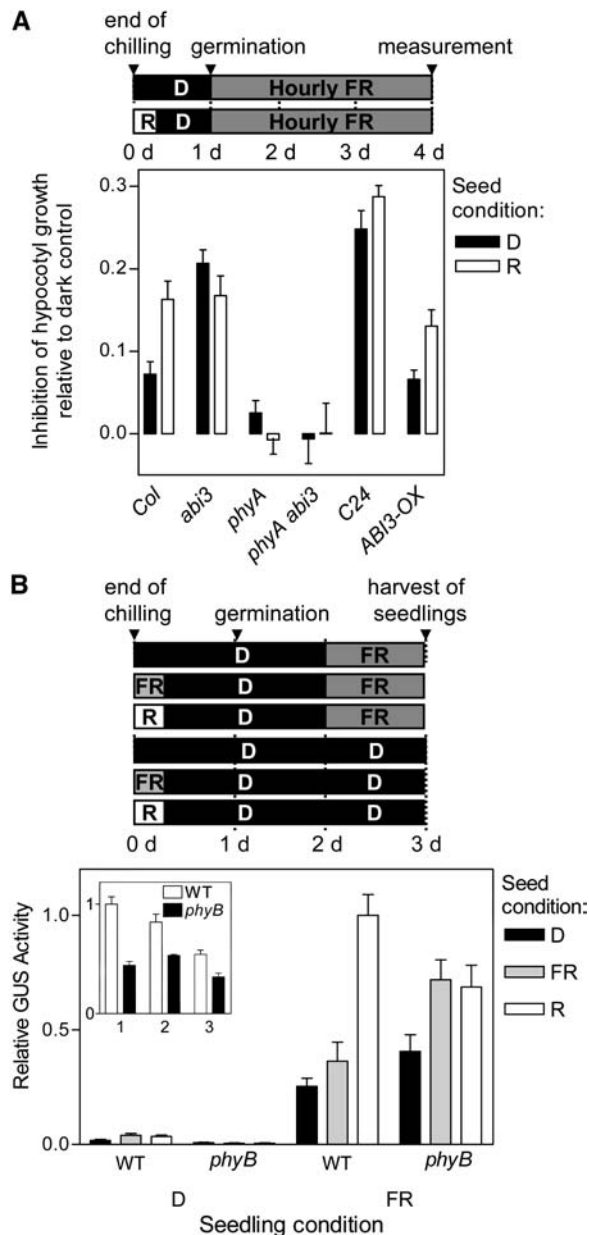 A
end of chilling
germination
measurement
D
Hourly FR
R
D
Hourly FR
0 d
1 d
2 d
3 d
4 d
Inhibition of hypocotyl growth
relative to dark control
0.3
0.2
0.1
0.0
Seed
condition:
D
R
Col
abi3
phyA
phyA abi3
C24
ABI3-OX
B
end of
chilling
germination
harvest of
seedlings
D
FR
FR
D
FR
R
D
FR
D
D
FR
D
D
R
D
D
0 d
1 d
2 d
3 d
Relative GUS Activity
1.0
0.5
0.0
1
0
WT
phyB
1
2
3
Seed
condition:
D
FR
R
WT
phyB
WT
phyB
D
FR
Seedling condition